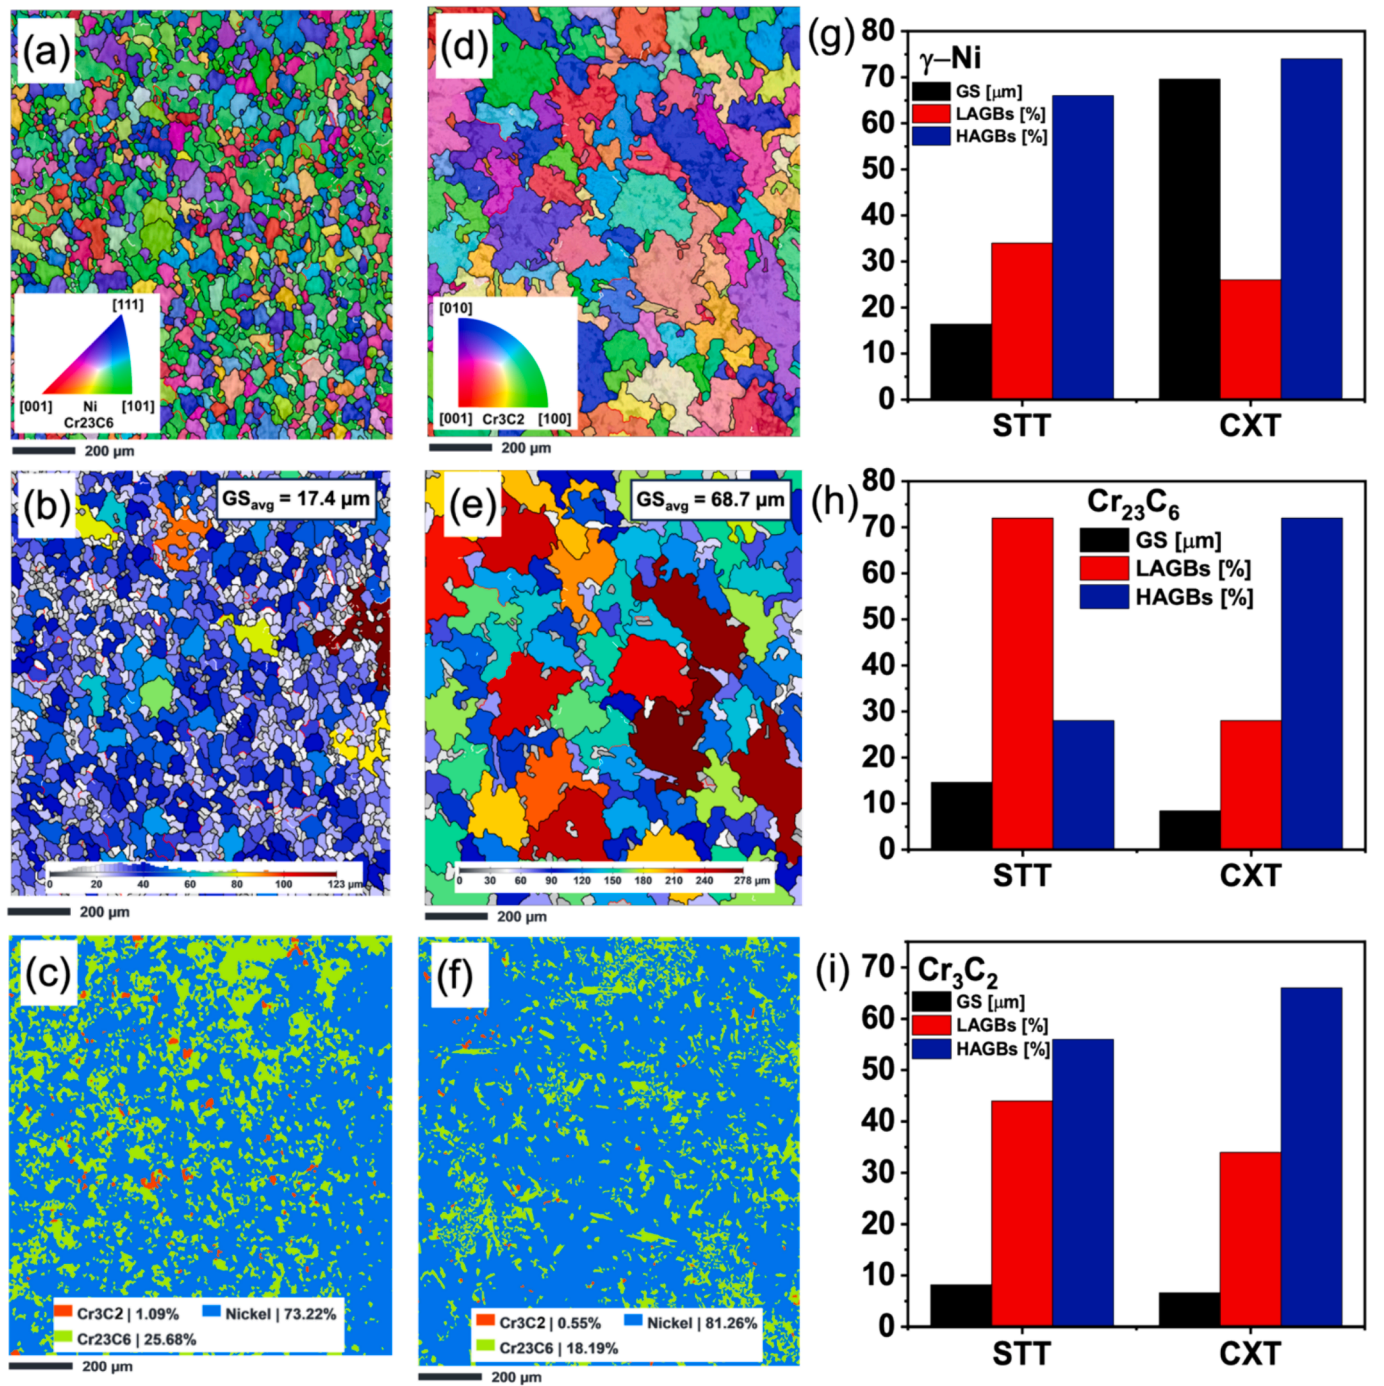 (a)
[111]
[001] Ni [101]
Cr23C6
200 µm
(d)
[010]
[001] Cr3C2 [100]
200 µm
(g)
80
70
60
50
40
30
20
10
0
γ–Ni
GS [µm]
LAGBs [%]
HAGBs [%]
STT CXT
(b)
GSavg = 17.4 µm
0 20 40 60 80 100 123 µm
200 µm
(e)
GSavg = 68.7 µm
0 30 60 90 120 150 180 210 240 278 µm
200 µm
(h)
80
70
60
50
40
30
20
10
0
Cr23C6
GS [µm]
LAGBs [%]
HAGBs [%]
STT CXT
(c)
Cr3C2 | 1.09% Nickel | 73.22%
Cr23C6 | 25.68%
200 µm
(f)
Cr3C2 | 0.55% Nickel | 81.26%
Cr23C6 | 18.19%
200 µm
(i)
70
60
50
40
30
20
10
0
Cr3C2
GS [µm]
LAGBs [%]
HAGBs [%]
STT CXT